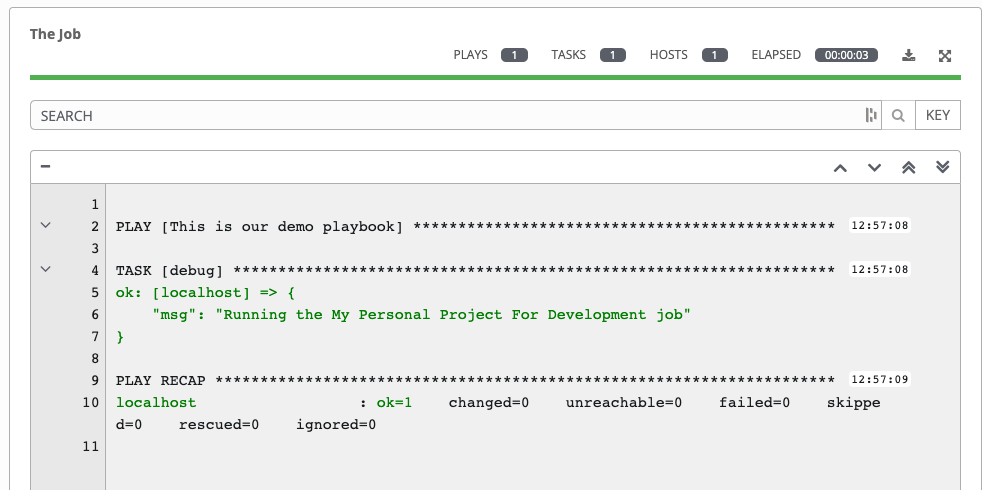 The Job
PLAYS 1 TASKS 1 HOSTS 1 ELAPSED 00:00:03
SEARCH KEY
1
2 PLAY [This is our demo playbook] *********************************************** 12:57:08
3
4 TASK [debug] ******************************************************************* 12:57:08
5 ok: [localhost] => {
6 "msg": "Running the My Personal Project For Development job"
7 }
8
9 PLAY RECAP ********************************************************************* 12:57:09
10 localhost : ok=1 changed=0 unreachable=0 failed=0 skippe
d=0 rescued=0 ignored=0
11